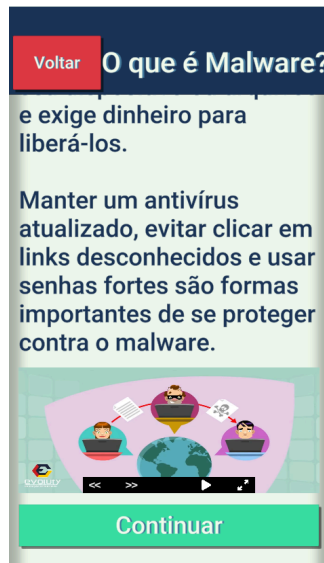 Voltar
O que é Malware?
e exige dinheiro para
liberá-los.
Manter um antivírus
atualizado, evitar clicar em
links desconhecidos e usar
senhas fortes são formas
importantes de se proteger
contra o malware.
<< >>
Continuar